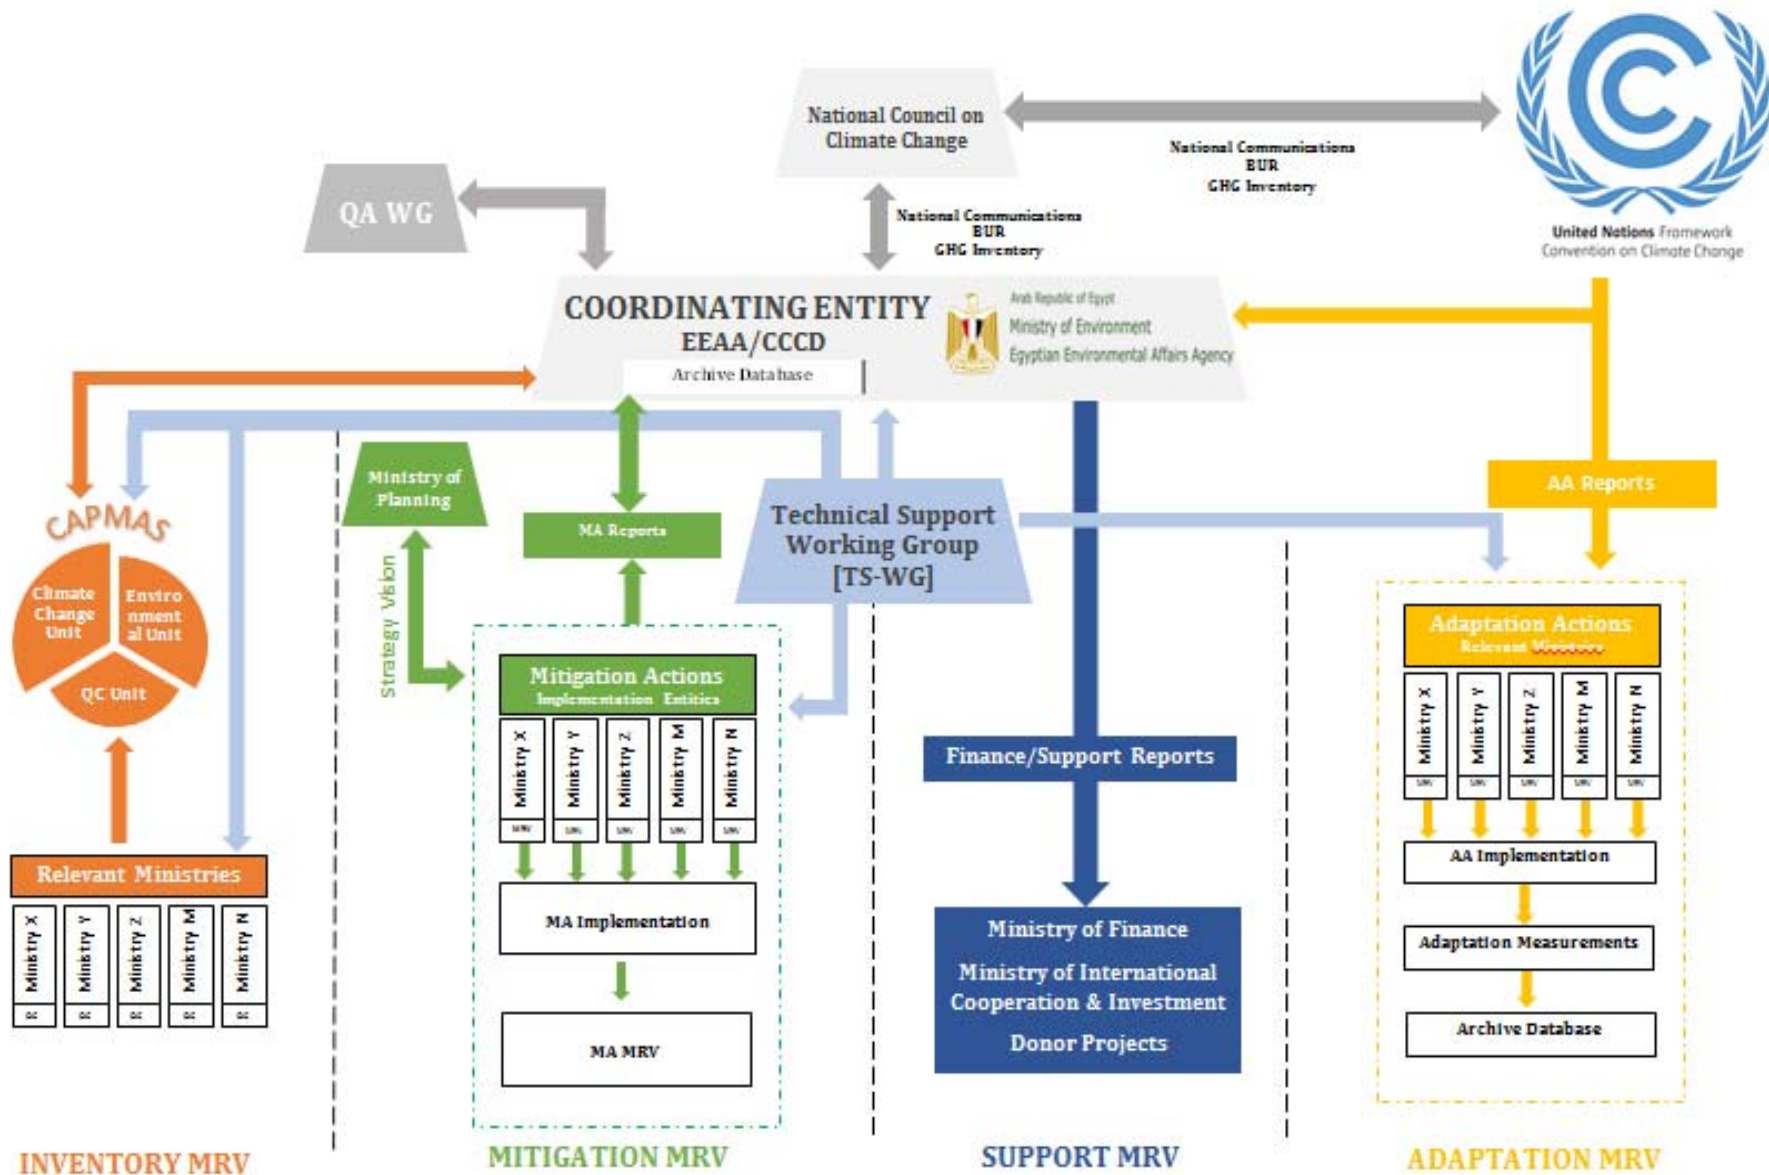 National Council on
Climate Change
National Communications
BUR
GHG Inventory
United Nations Framework
Convention on Climate Change
QA WG
National Communications
BUR
GHG Inventory
COORDINATING ENTITY
EEAA/CCCD
Archive Database
Arab Republic of Egypt
Ministry of Environment
Egyptian Environmental Affairs Agency
CAPMAS
Climate
Change
Unit
Enviro
nment
al Unit
QC Unit
Relevant Ministries
Ministry X
Ministry Y
Ministry Z
Ministry M
Ministry N
INVENTORY MRV
Ministry of
Planning
Strategy Vision
MA Reports
Technical Support
Working Group
[TS-WG]
Mitigation Actions
Implementation Entities
Ministry X
Ministry Y
Ministry Z
Ministry M
Ministry N
MA Implementation
MA MRV
MITIGATION MRV
Finance/Support Reports
Ministry of Finance
Ministry of International
Cooperation & Investment
Donor Projects
SUPPORT MRV
AA Reports
Adaptation Actions
Relevant Ministries
Ministry X
Ministry Y
Ministry Z
Ministry M
Ministry N
AA Implementation
Adaptation Measurements
Archive Database
ADAPTATION MRV